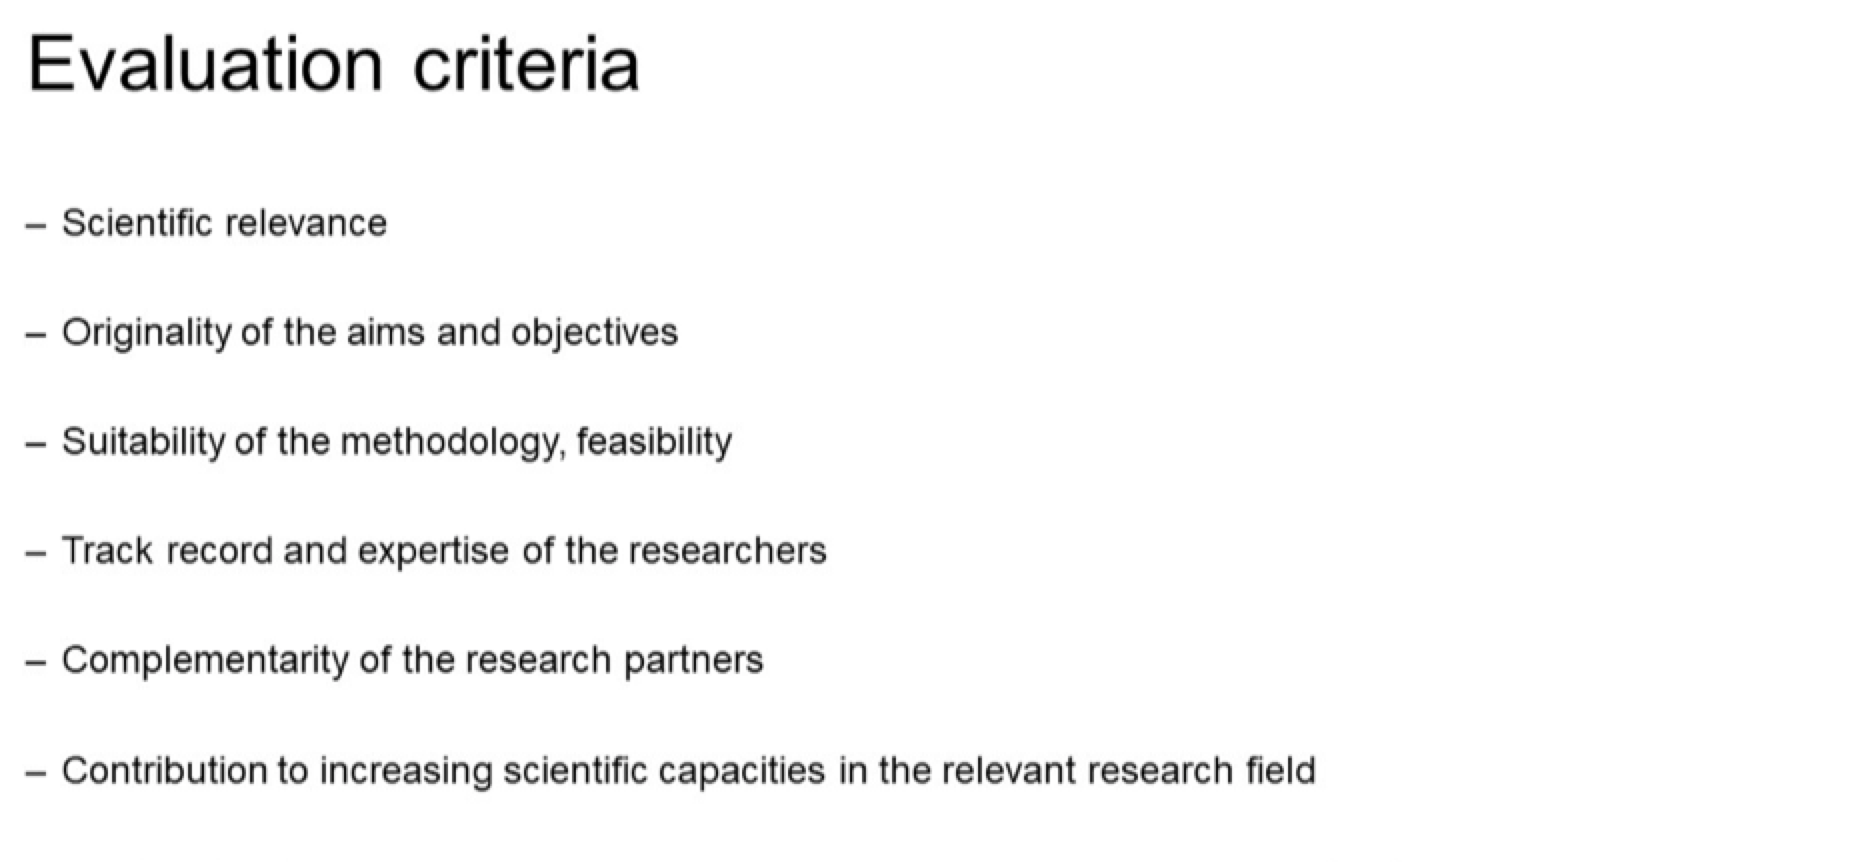 Evaluation criteria
– Scientific relevance
– Originality of the aims and objectives
– Suitability of the methodology, feasibility
– Track record and expertise of the researchers
– Complementarity of the research partners
– Contribution to increasing scientific capacities in the relevant research field